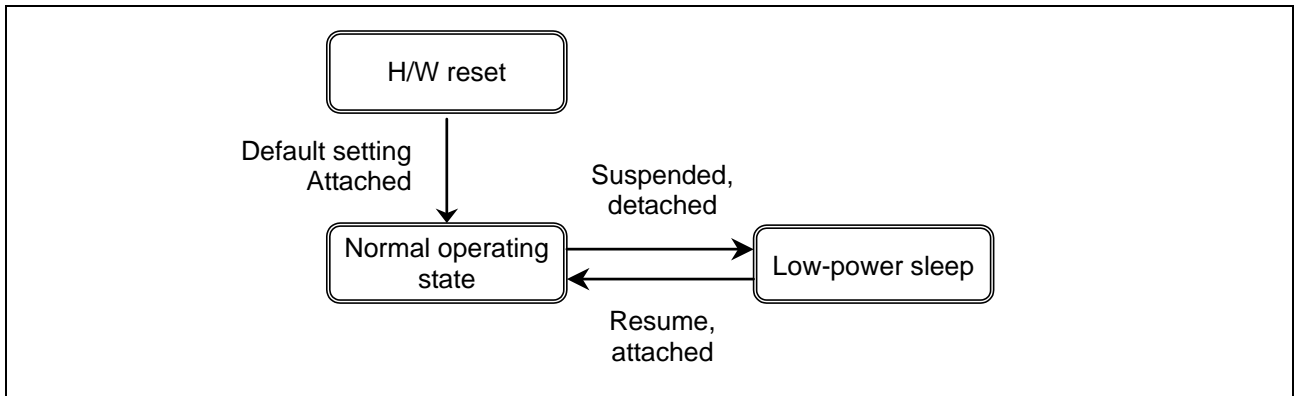 H/W reset
Default setting
Attached
Suspended,
detached
Normal operating
state
Low-power sleep
Resume,
attached